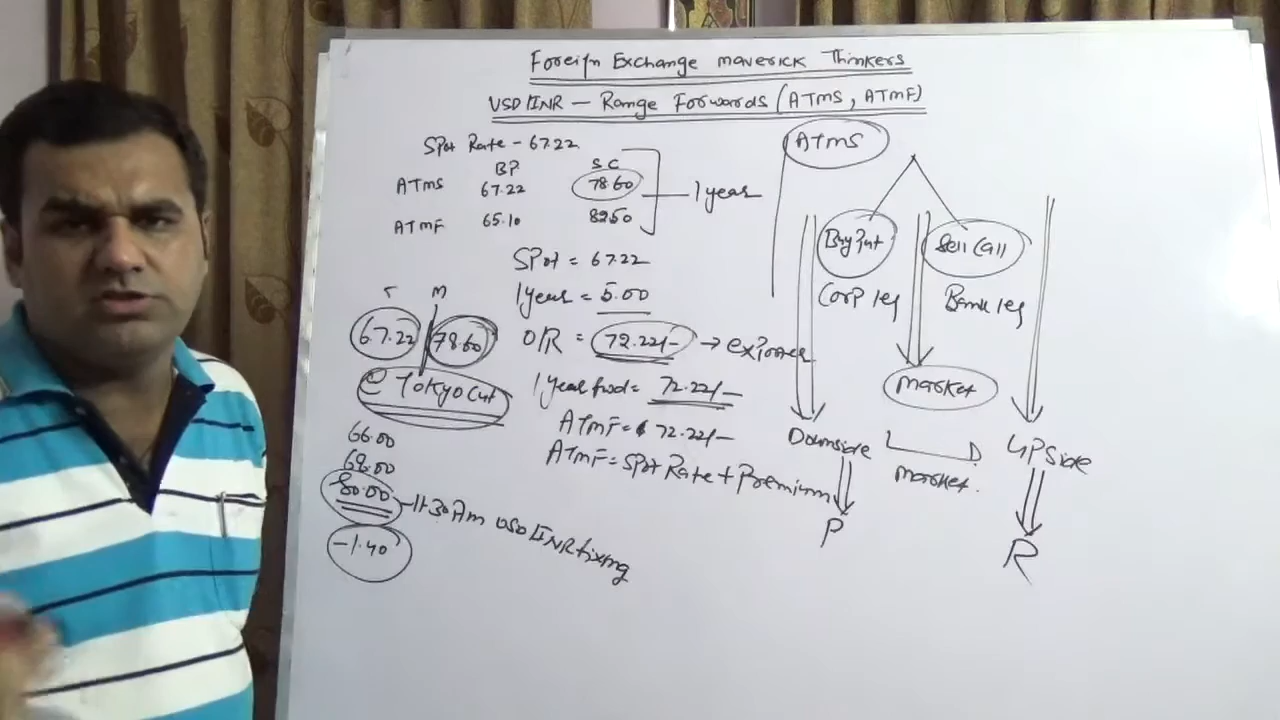 Foreign Exchange maverick Thinkers
USD/INR - Range Forwards (ATMS, ATMF)
Spot Rate - 67.22
BP SC
ATMS 67.22 78.60
ATMF 65.10 82.50
1 year
Spot = 67.22
1 year = 5.00
O/R = 72.22/- → exporter
1 year fwd = 72.22/-
ATMF = 72.22/-
ATMF = Spot Rate + Premium
T M
67.22 78.60
@ Tokyo Cut
66.00
68.00
80.00 - 11:30 Am USD INR fixing
-1.40
ATMS
Buy Put Sell Call
Corp leg Bank leg
market
Downside UPSide
market.
P
R